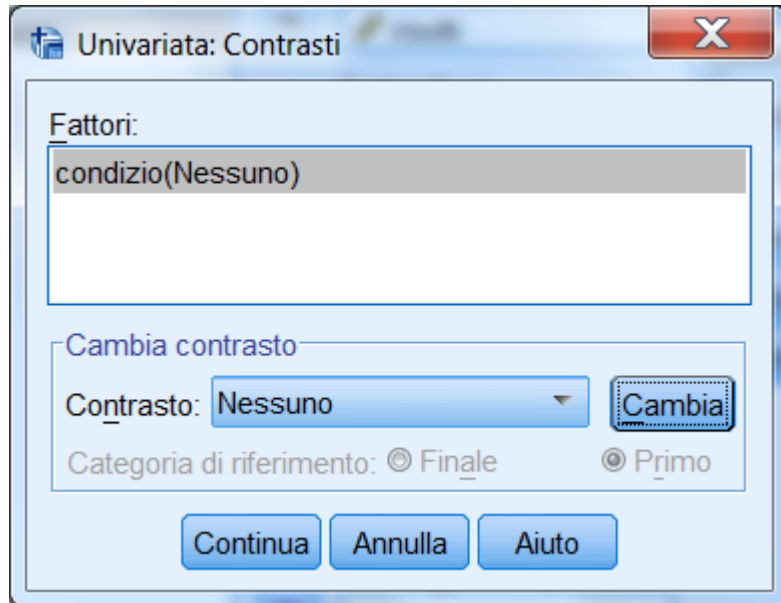 Univariata: Contrasti
Fattori:
condizio(Nessuno)
Cambia contrasto
Contrasto: Nessuno Cambia
Categoria di riferimento: Finale Primo
Continua Annulla Aiuto